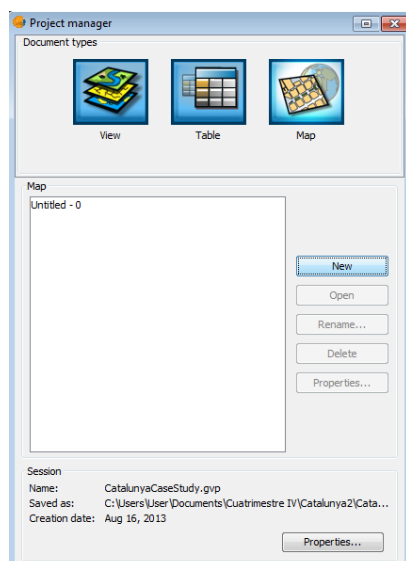 Project manager
Document types
View Table Map
Map
Untitled - 0
New
Open
Rename...
Delete
Properties...
Session
Name: CatalunyaCaseStudy.gvp
Saved as: C:\Users\User\Documents\Cuatrimestre IV\Catalunya2\Cata...
Creation date: Aug 16, 2013
Properties...